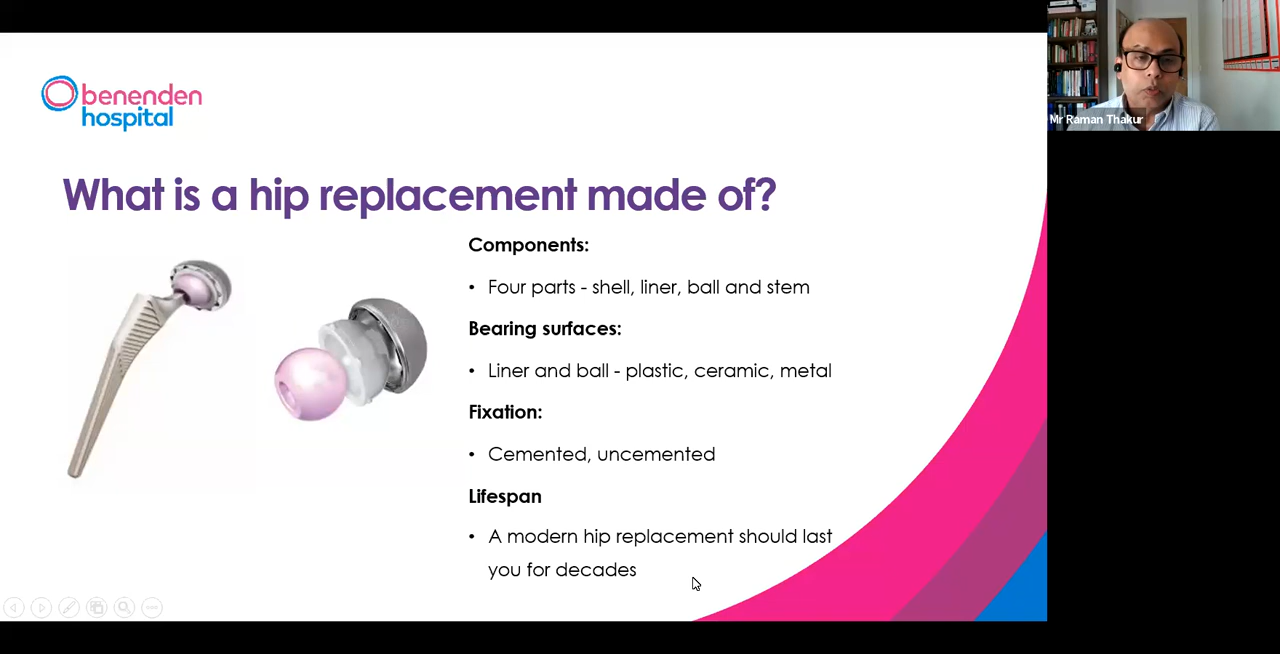 benenden
hospital
Mr Raman Thakur
What is a hip replacement made of?
Components:
• Four parts - shell, liner, ball and stem
Bearing surfaces:
• Liner and ball - plastic, ceramic, metal
Fixation:
• Cemented, uncemented
Lifespan
• A modern hip replacement should last
you for decades